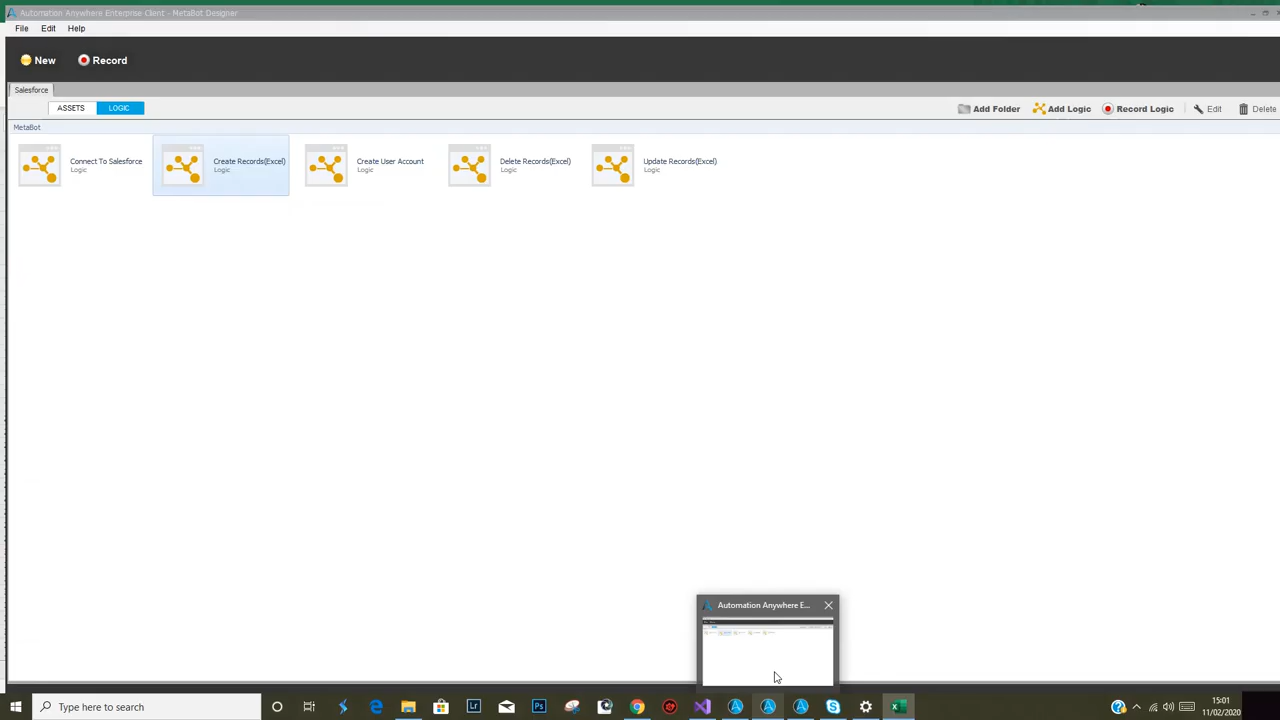 Automation Anywhere Enterprise Client - MetaBot Designer
File Edit Help
New Record
Salesforce
ASSETS LOGIC Add Folder Add Logic Record Logic Edit Delete
MetaBot
Connect To Salesforce Create Records(Excel) Create User Account Delete Records(Excel) Update Records(Excel)
Logic Logic Logic Logic Logic
Automation Anywhere E...
Type here to search
15:01
11/02/2020